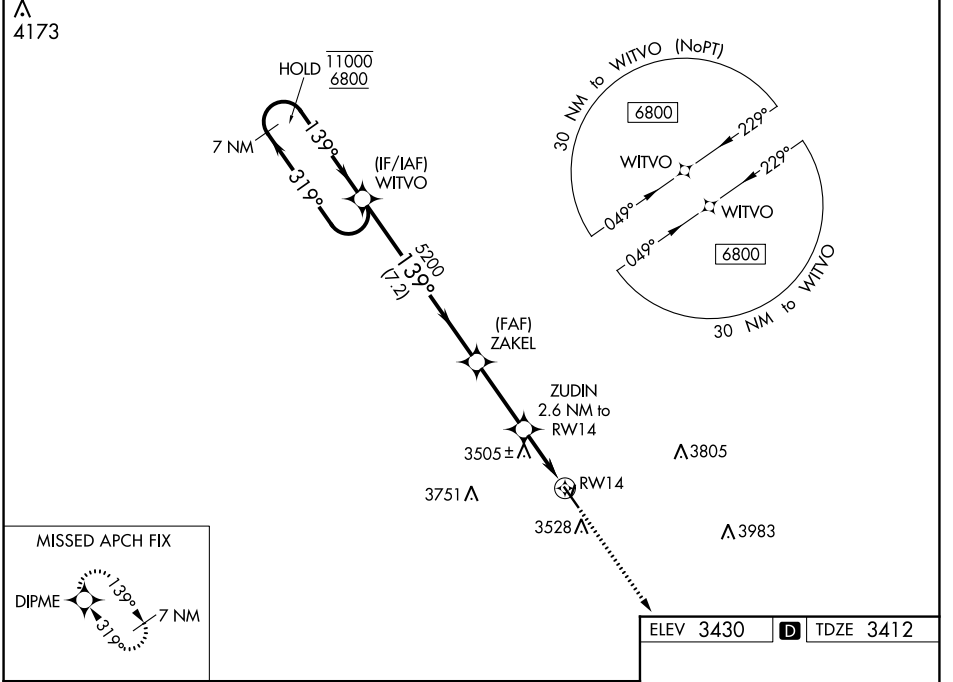 4173
HOLD 11000
6800
7 NM
139°
319°
(IF/IAF)
WITVO
5200
139°
(7.2)
(FAF)
ZAKEL
ZUDIN
2.6 NM to
RW14
3505±
3751
RW14
3528
3805
3983
30 NM to WITVO (NoPT)
6800
229°
WITVO
049°
229°
WITVO
049°
6800
30 NM to WITVO
MISSED APCH FIX
DIPME
139°
319°
7 NM
ELEV 3430 D TDZE 3412